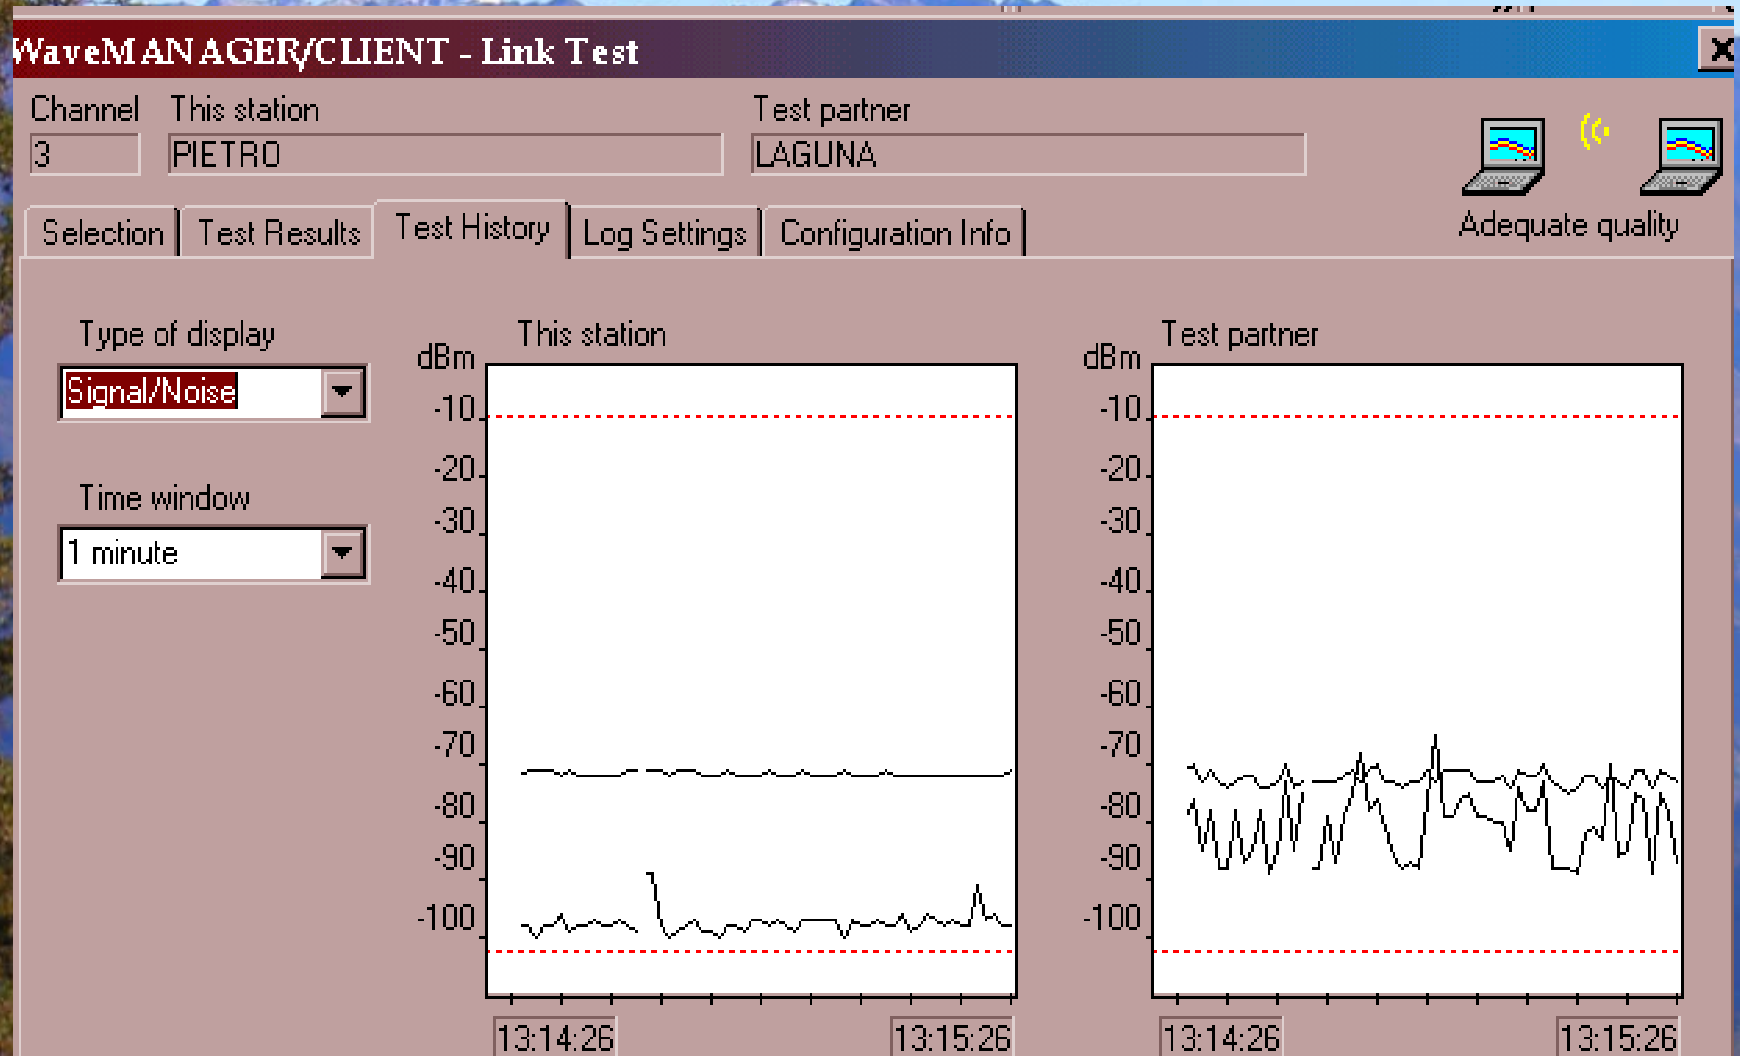 WaveMANAGER/CLIENT - Link Test
Channel This station Test partner
3 PIETRO LAGUNA
Selection Test Results Test History Log Settings Configuration Info
Adequate quality
Type of display
Signal/Noise
Time window
1 minute
This station
dBm
-10
-20
-30
-40
-50
-60
-70
-80
-90
-100
13:14:26 13:15:26
Test partner
dBm
-10
-20
-30
-40
-50
-60
-70
-80
-90
-100
13:14:26 13:15:26